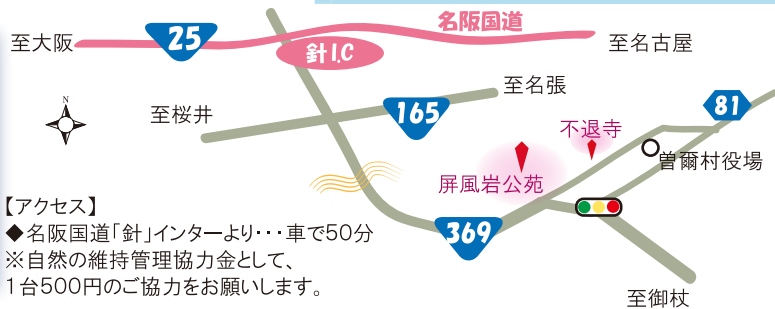 名阪国道
至大阪
25
至名古屋
針I.C
至名張
至桜井
165
81
N
不退寺
曽爾村役場
屏風岩公苑
【アクセス】
◆名阪国道「針」インターより・・・車で50分
369
※自然の維持管理協力金として、
1台500円のご協力をお願いします。
至御杖